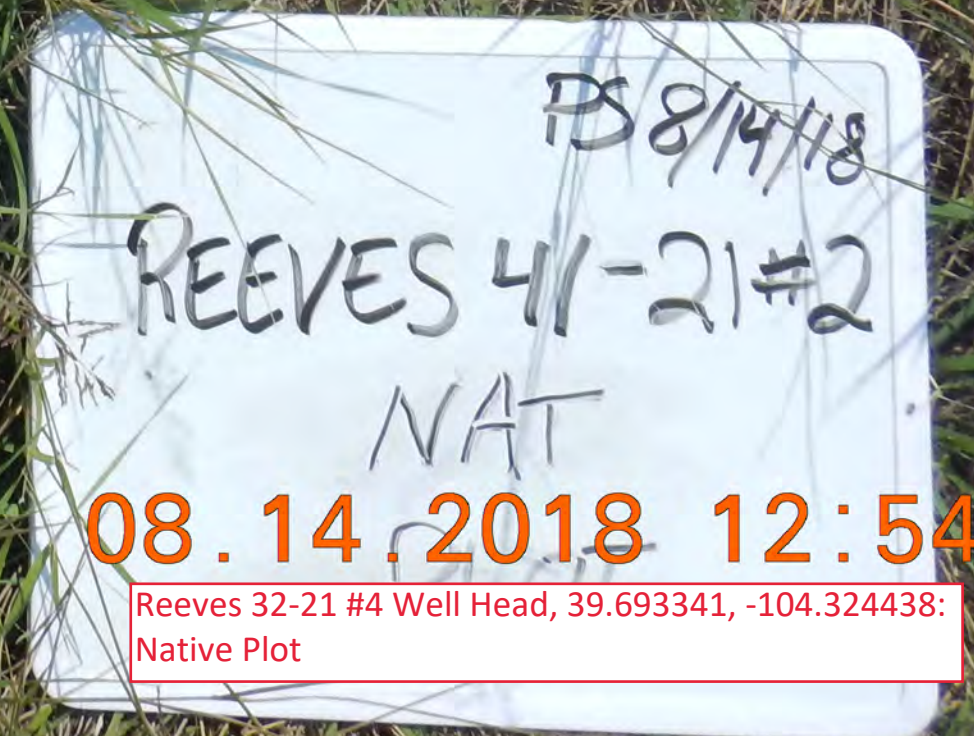 PS 8/14/18
REEVES 41-21#2
NAT
08.14.2018 12:54
Reeves 32-21 #4 Well Head, 39.693341, -104.324438:
Native Plot